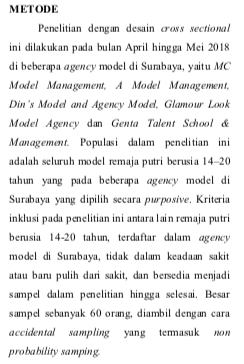 METODE
Penelitian dengan desain cross sectional
ini dilakukan pada bulan April hingga Mei 2018
di beberapa agency model di Surabaya, yaitu MC
Model Management, A Model Management,
Din's Model and Agency Model, Glamour Look
Model Agency dan Genta Talent School &
Management. Populasi dalam penelitian ini
adalah seluruh model remaja putri berusia 14–20
tahun yang pada beberapa agency model di
Surabaya yang dipilih secara purposive. Kriteria
inklusi pada penelitian ini antara lain remaja putri
berusia 14-20 tahun, terdaftar dalam agency
model di Surabaya, tidak dalam keadaan sakit
atau baru pulih dari sakit, dan bersedia menjadi
sampel dalam penelitian hingga selesai. Besar
sampel sebanyak 60 orang, diambil dengan cara
accidental sampling yang termasuk non
probability samping.